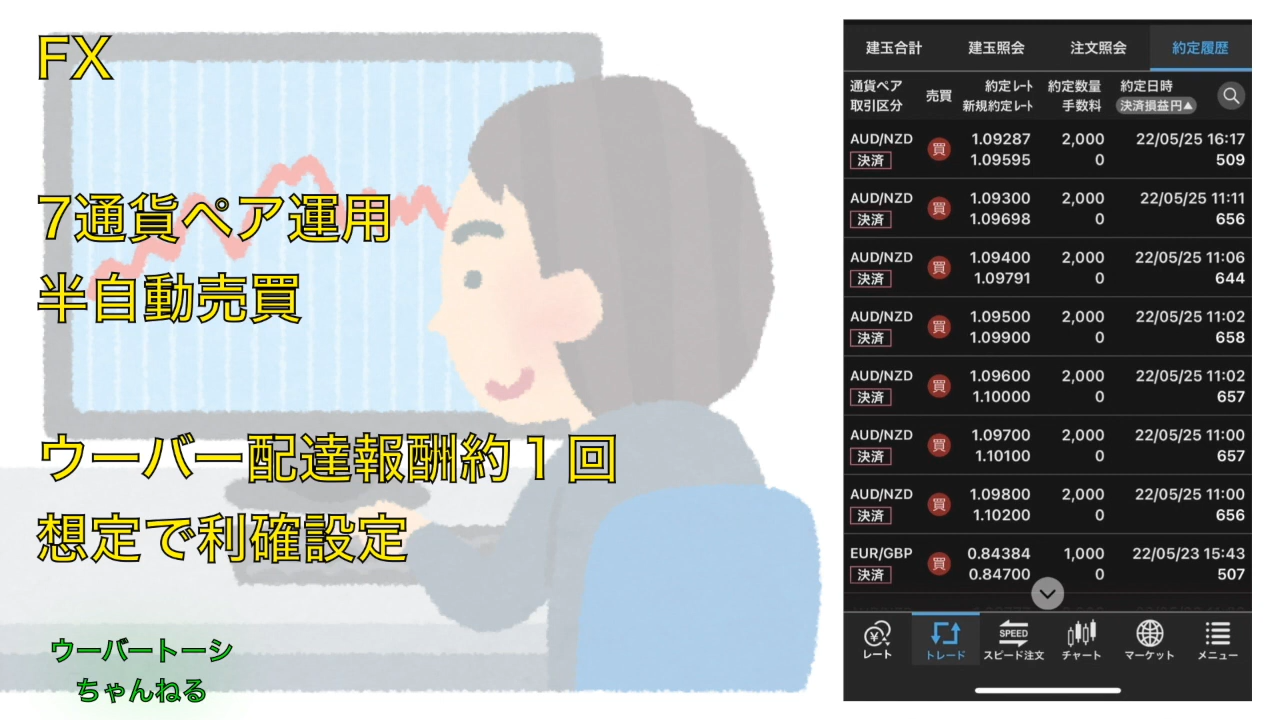 FX
7通貨ペア運用
半自動売買
ウーバー配達報酬約１回
想定で利確設定
ウーバートーシ
ちゃんねる
建玉合計 建玉照会 注文照会 約定履歴
通貨ペア 売買 約定レート 約定数量 約定日時
取引区分 新規約定レート 手数料 決済損益円▲
AUD/NZD 買 1.09287 2,000 22/05/25 16:17
決済 1.09595 0 509
AUD/NZD 買 1.09300 2,000 22/05/25 11:11
決済 1.09698 0 656
AUD/NZD 買 1.09400 2,000 22/05/25 11:06
決済 1.09791 0 644
AUD/NZD 買 1.09500 2,000 22/05/25 11:02
決済 1.09900 0 658
AUD/NZD 買 1.09600 2,000 22/05/25 11:02
決済 1.10000 0 657
AUD/NZD 買 1.09700 2,000 22/05/25 11:00
決済 1.10100 0 657
AUD/NZD 買 1.09800 2,000 22/05/25 11:00
決済 1.10200 0 656
EUR/GBP 買 0.84384 1,000 22/05/23 15:43
決済 0.84700 0 507
¥ SPEED
レート トレード スピード注文 チャート マーケット メニュー